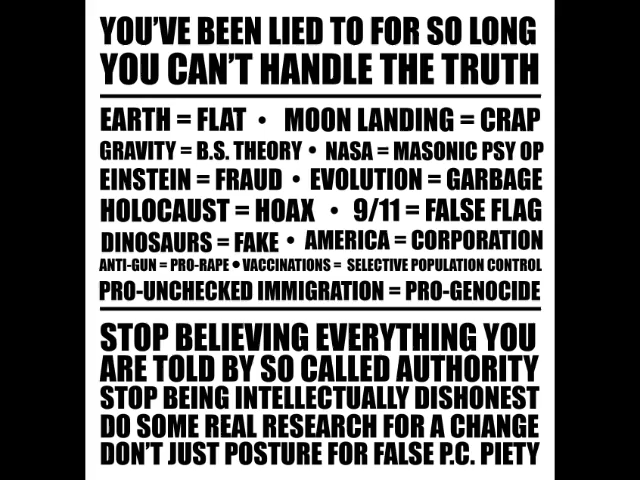 YOU'VE BEEN LIED TO FOR SO LONG
YOU CAN'T HANDLE THE TRUTH
EARTH = FLAT • MOON LANDING = CRAP
GRAVITY = B.S. THEORY • NASA = MASONIC PSY OP
EINSTEIN = FRAUD • EVOLUTION = GARBAGE
HOLOCAUST = HOAX • 9/11 = FALSE FLAG
DINOSAURS = FAKE • AMERICA = CORPORATION
ANTI-GUN = PRO-RAPE • VACCINATIONS = SELECTIVE POPULATION CONTROL
PRO-UNCHECKED IMMIGRATION = PRO-GENOCIDE
STOP BELIEVING EVERYTHING YOU
ARE TOLD BY SO CALLED AUTHORITY
STOP BEING INTELLECTUALLY DISHONEST
DO SOME REAL RESEARCH FOR A CHANGE
DON'T JUST POSTURE FOR FALSE P.C. PIETY